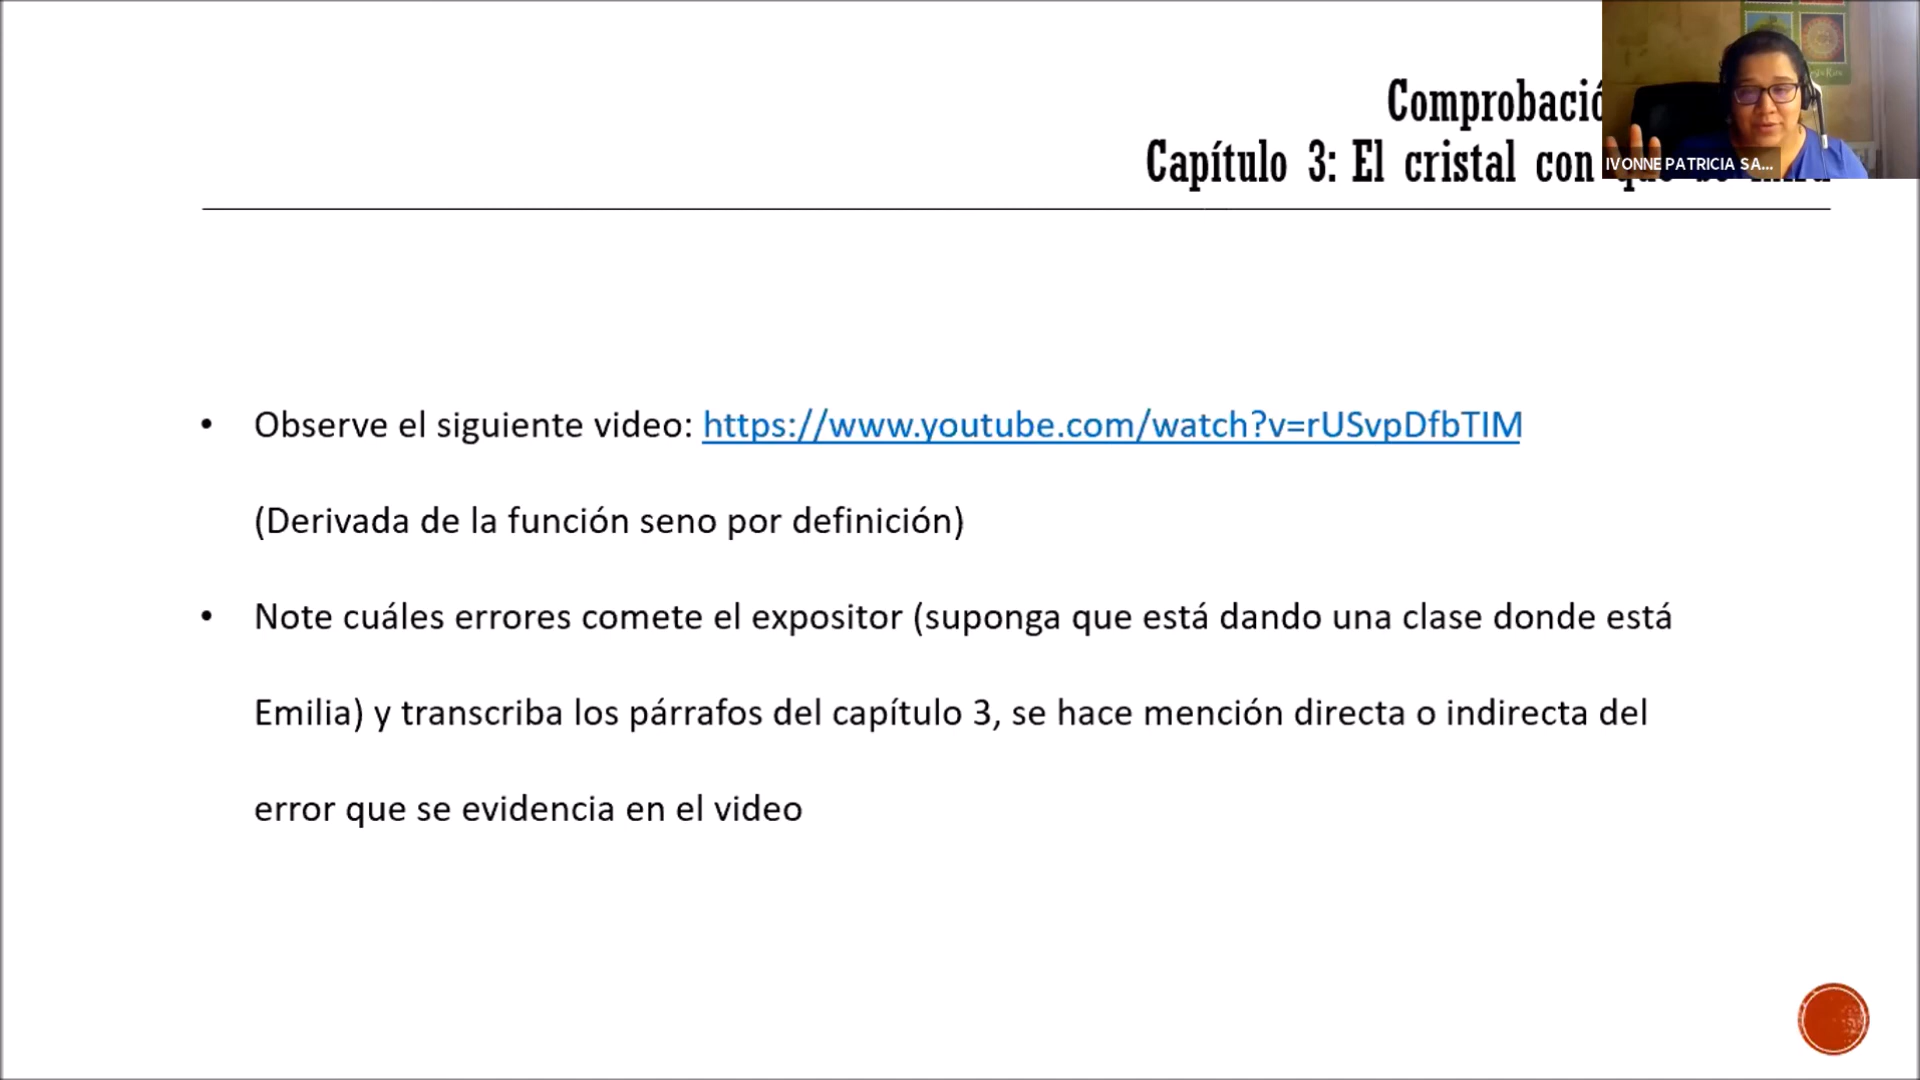 Comprobació
Capítulo 3: El cristal con
IVONNE PATRICIA SA...
• Observe el siguiente video: https://www.youtube.com/watch?v=rUSvpDfbTIM
(Derivada de la función seno por definición)
• Note cuáles errores comete el expositor (suponga que está dando una clase donde está
Emilia) y transcriba los párrafos del capítulo 3, se hace mención directa o indirecta del
error que se evidencia en el video